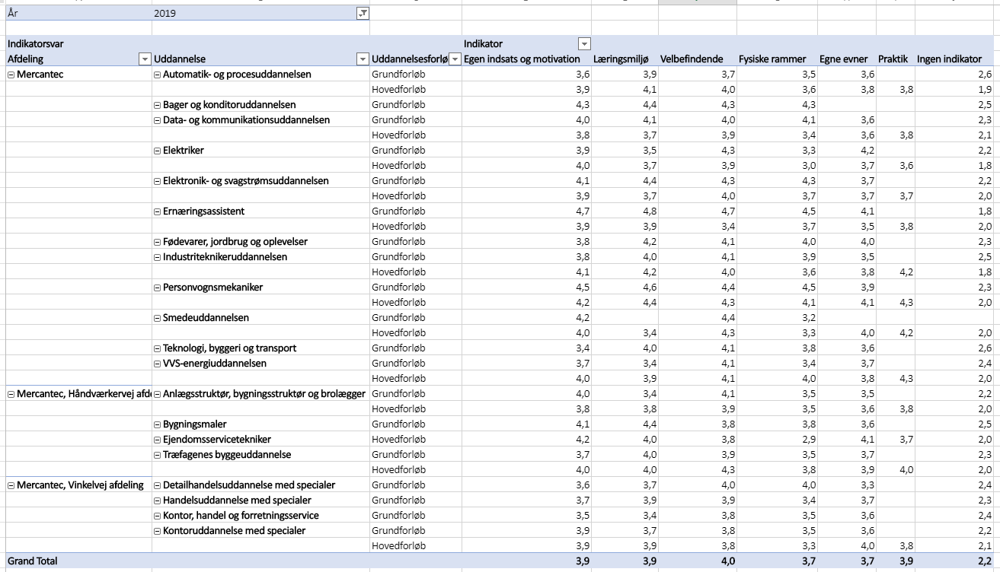 År 2019
Indikatorsvar Indikator
Afdeling Uddannelse Uddannelsesforlø Egen indsats og motivation Læringsmiljø Velbefindende Fysiske rammer Egne evner Praktik Ingen indikator
Mercantec Automatik- og procesuddannelsen Grundforløb 3,6 3,9 3,7 3,5 3,6 2,6
Hovedforløb 3,9 4,1 4,0 3,6 3,8 3,8 1,9
Bager og konditoruddannelsen Grundforløb 4,3 4,4 4,3 4,3 2,5
Data- og kommunikationsuddannelsen Grundforløb 4,0 4,1 4,0 4,1 3,6 2,3
Hovedforløb 3,8 3,7 3,9 3,4 3,6 3,8 2,1
Elektriker Grundforløb 3,9 3,5 4,3 3,3 4,2 2,2
Hovedforløb 4,0 3,7 3,9 3,0 3,7 3,6 1,8
Elektronik- og svagstrømsuddannelsen Grundforløb 4,1 4,4 4,3 4,3 3,7 2,2
Hovedforløb 3,9 3,7 4,0 3,7 3,7 3,7 2,0
Ernæringsassistent Grundforløb 4,7 4,8 4,7 4,5 4,1 1,8
Hovedforløb 3,9 3,9 3,4 3,7 3,5 3,8 2,0
Fødevarer, jordbrug og oplevelser Grundforløb 3,8 4,2 4,1 4,0 4,0 2,3
Industriteknikeruddannelsen Grundforløb 3,8 4,0 4,1 3,9 3,5 2,5
Hovedforløb 4,1 4,2 4,0 3,6 3,8 4,2 1,8
Personvognsmekaniker Grundforløb 4,5 4,6 4,4 4,5 3,9 2,3
Hovedforløb 4,2 4,4 4,3 4,1 4,1 4,3 2,0
Smedeuddannelsen Grundforløb 4,2 4,4 3,2
Hovedforløb 4,0 3,4 4,3 3,3 4,0 4,2 2,0
Teknologi, byggeri og transport Grundforløb 3,4 4,0 4,1 3,8 3,6 2,6
VVS-energiuddannelsen Grundforløb 3,7 3,4 4,1 3,4 3,7 2,4
Hovedforløb 4,0 3,9 4,1 4,0 3,8 4,3 2,0
Mercantec, Håndværkervej afd Anlægsstruktør, bygningsstruktør og brolægger Grundforløb 4,0 3,4 4,1 3,5 3,5 2,2
Hovedforløb 3,8 3,8 3,9 3,5 3,6 3,8 2,0
Bygningsmaler Grundforløb 4,1 4,4 3,8 3,8 3,6 2,5
Ejendomsservicetekniker Hovedforløb 4,2 4,0 3,8 2,9 4,1 3,7 2,0
Træfagenes byggeuddannelse Grundforløb 3,7 4,0 3,9 3,5 3,7 2,3
Hovedforløb 4,0 4,0 4,3 3,8 3,9 4,0 2,0
Mercantec, Vinkelvej afdeling Detailhandelsuddannelse med specialer Grundforløb 3,6 3,7 4,0 4,0 3,3 2,4
Handelsuddannelse med specialer Grundforløb 3,7 3,9 3,9 3,4 3,7 2,3
Kontor, handel og forretningsservice Grundforløb 3,5 3,4 3,8 3,5 3,6 2,4
Kontoruddannelse med specialer Grundforløb 3,9 3,7 3,8 3,5 3,6 2,2
Hovedforløb 3,9 3,9 3,8 3,3 4,0 3,8 2,1
Grand Total 3,9 3,9 4,0 3,7 3,7 3,9 2,2